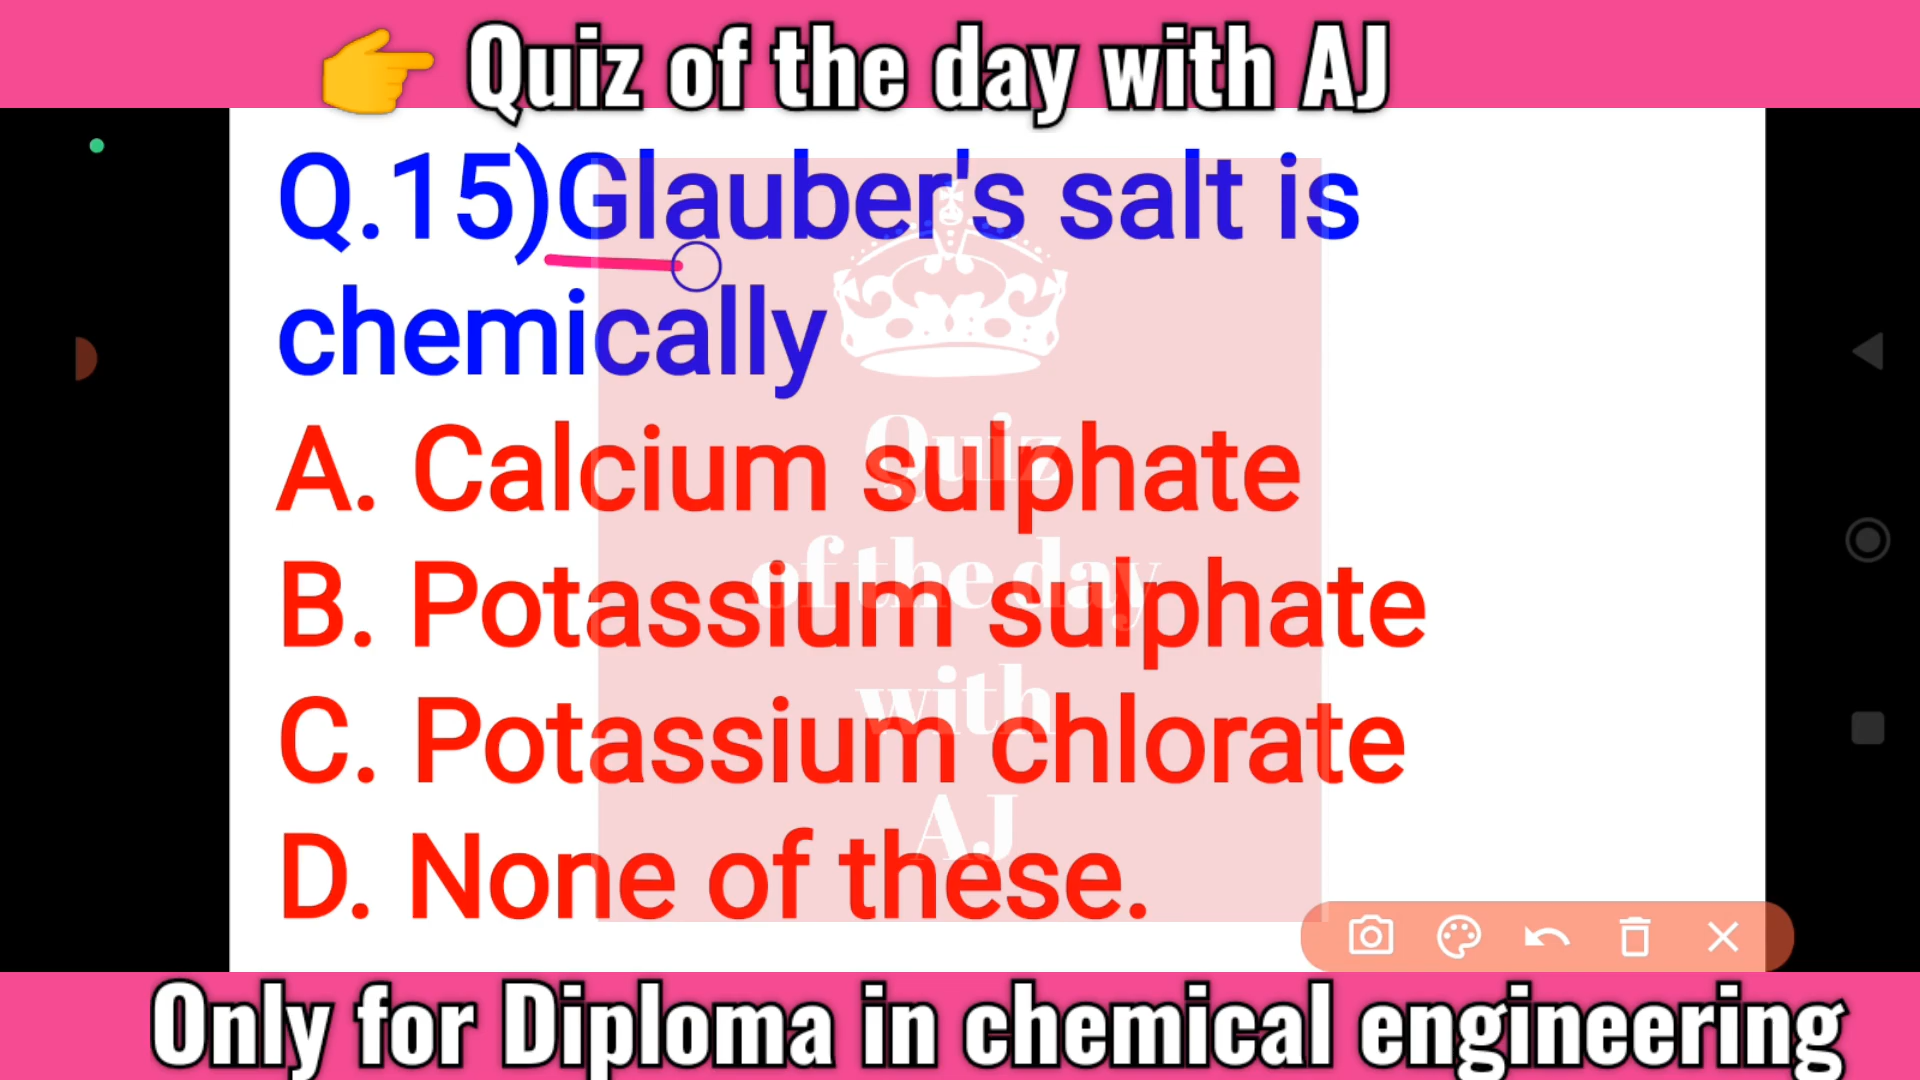 👉 Quiz of the day with AJ
Q.15)Glauber's salt is
chemically
A. Calcium sulphate
B. Potassium sulphate
C. Potassium chlorate
D. None of these.
Quiz
of the day
with
AJ
Only for Diploma in chemical engineering